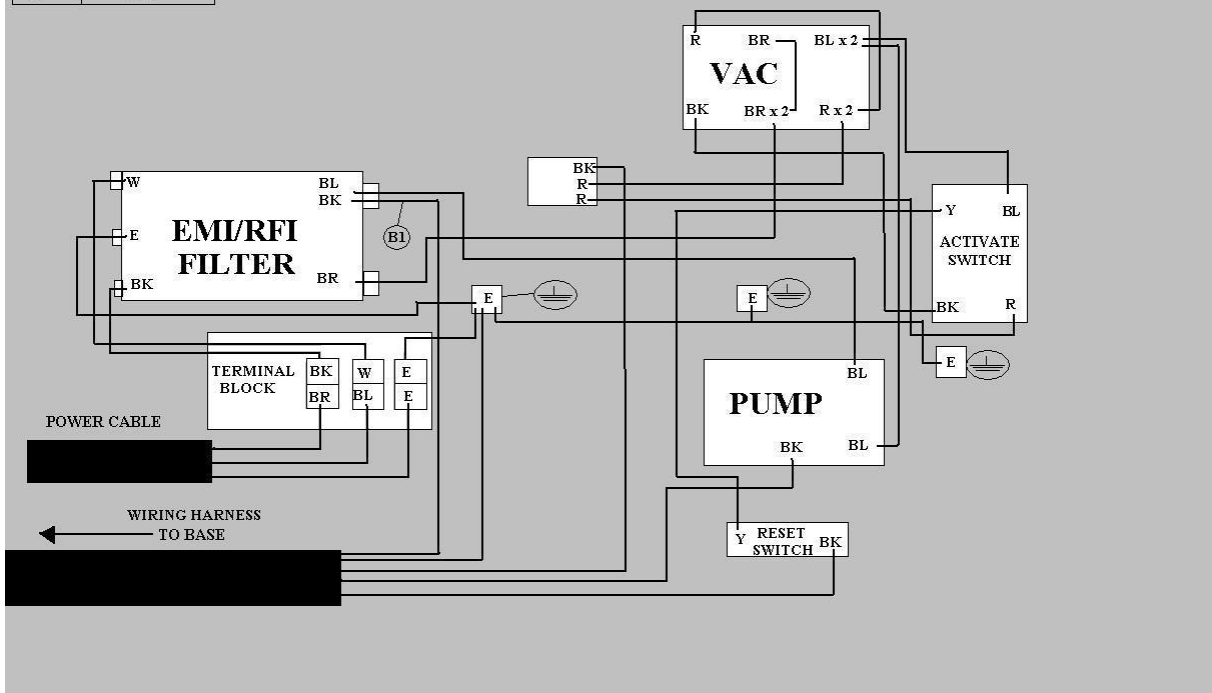 R BR BL x 2
VAC
BK BR x 2 R x 2
BK
R
R
W BL
BK
E EMI/RFI
FILTER
BK BR
B1
Y BL
ACTIVATE
SWITCH
BK R
E
E
E
TERMINAL
BLOCK
BK W E
BR BL E
BL
PUMP
BK BL
POWER CABLE
WIRING HARNESS
TO BASE
Y RESET
SWITCH BK